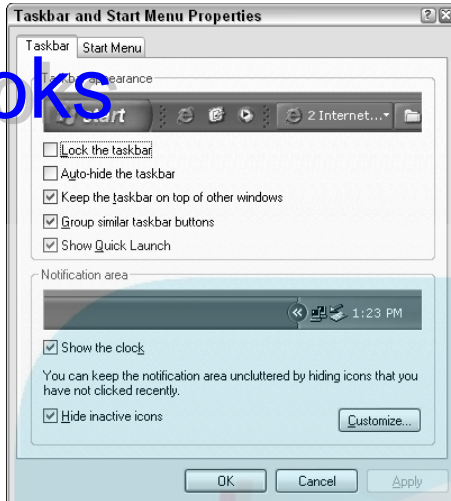 Taskbar and Start Menu Properties
Taskbar Start Menu
Taskbar appearance
oks
start 2 Internet...
Lock the taskbar
Auto-hide the taskbar
Keep the taskbar on top of other windows
Group similar taskbar buttons
Show Quick Launch
Notification area
1:23 PM
Show the clock
You can keep the notification area uncluttered by hiding icons that you
have not clicked recently.
Hide inactive icons
Customize...
OK Cancel Apply